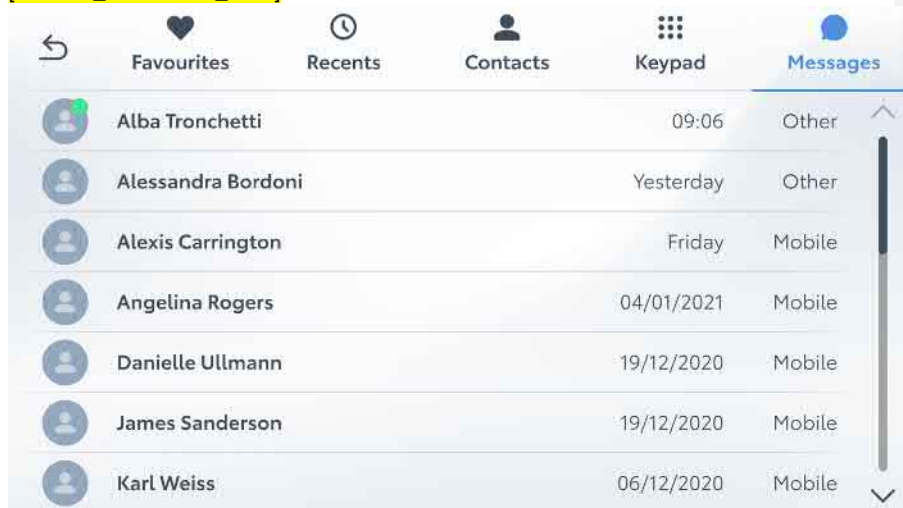 Favourites Recents Contacts Keypad Messages
Alba Tronchetti 09:06 Other
Alessandra Bordoni Yesterday Other
Alexis Carrington Friday Mobile
Angelina Rogers 04/01/2021 Mobile
Danielle Ullmann 19/12/2020 Mobile
James Sanderson 19/12/2020 Mobile
Karl Weiss 06/12/2020 Mobile